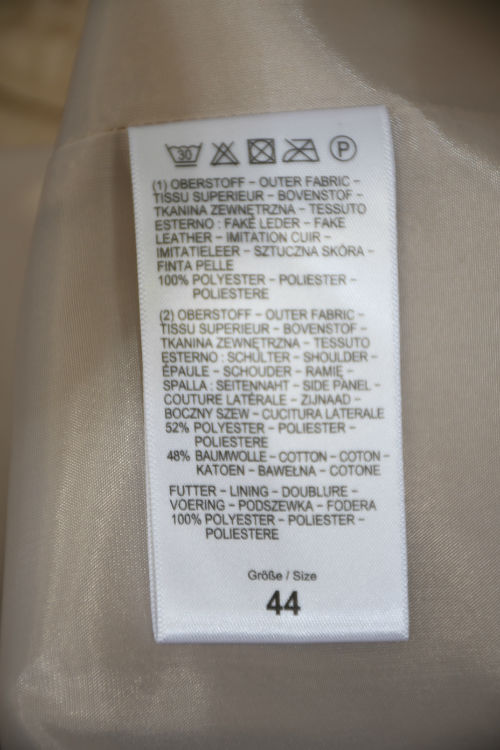 30 P
(1) OBERSTOFF - OUTER FABRIC -
TISSU SUPERIEUR - BOVENSTOF -
TKANINA ZEWNĘTRZNA - TESSUTO
ESTERNO : FAKE LEDER - FAKE
LEATHER - IMITATION CUIR -
IMITATIELEER - SZTUCZNA SKÓRA -
FINTA PELLE
100% POLYESTER - POLIESTER -
POLIESTERE
(2) OBERSTOFF - OUTER FABRIC -
TISSU SUPERIEUR - BOVENSTOF -
TKANINA ZEWNĘTRZNA - TESSUTO
ESTERNO : SCHULTER - SHOULDER -
ÉPAULE - SCHOUDER - RAMIĘ -
SPALLA : SEITENNAHT - SIDE PANEL -
COUTURE LATÉRALE - ZIJNAAD -
BOCZNY SZEW - CUCITURA LATERALE
52% POLYESTER - POLIESTER -
POLIESTERE
48% BAUMWOLLE - COTTON - COTON -
KATOEN - BAWEŁNA - COTONE
FUTTER - LINING - DOUBLURE -
VOERING - PODSZEWKA - FODERA
100% POLYESTER - POLIESTER -
POLIESTERE
Größe / Size
44